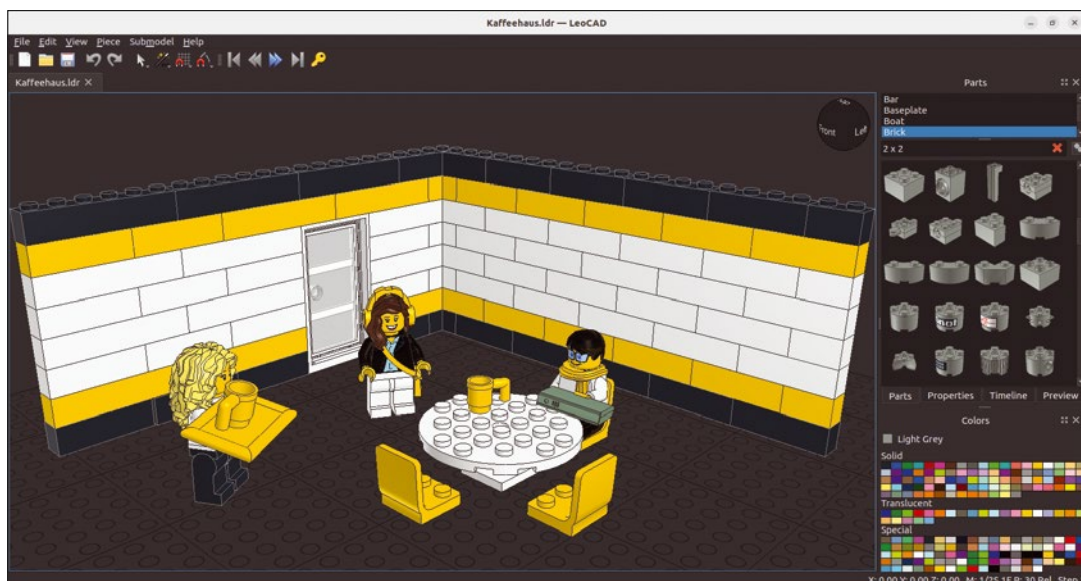 Kaffeehaus.ldr — LeoCAD
File Edit View Piece Submodel Help
Kaffeehaus.ldr
Parts
Bar
Baseplate
Boat
Brick
2 x 2
Front Left
Parts Properties Timeline Preview
Colors
Light Grey
Solid
Translucent
Special